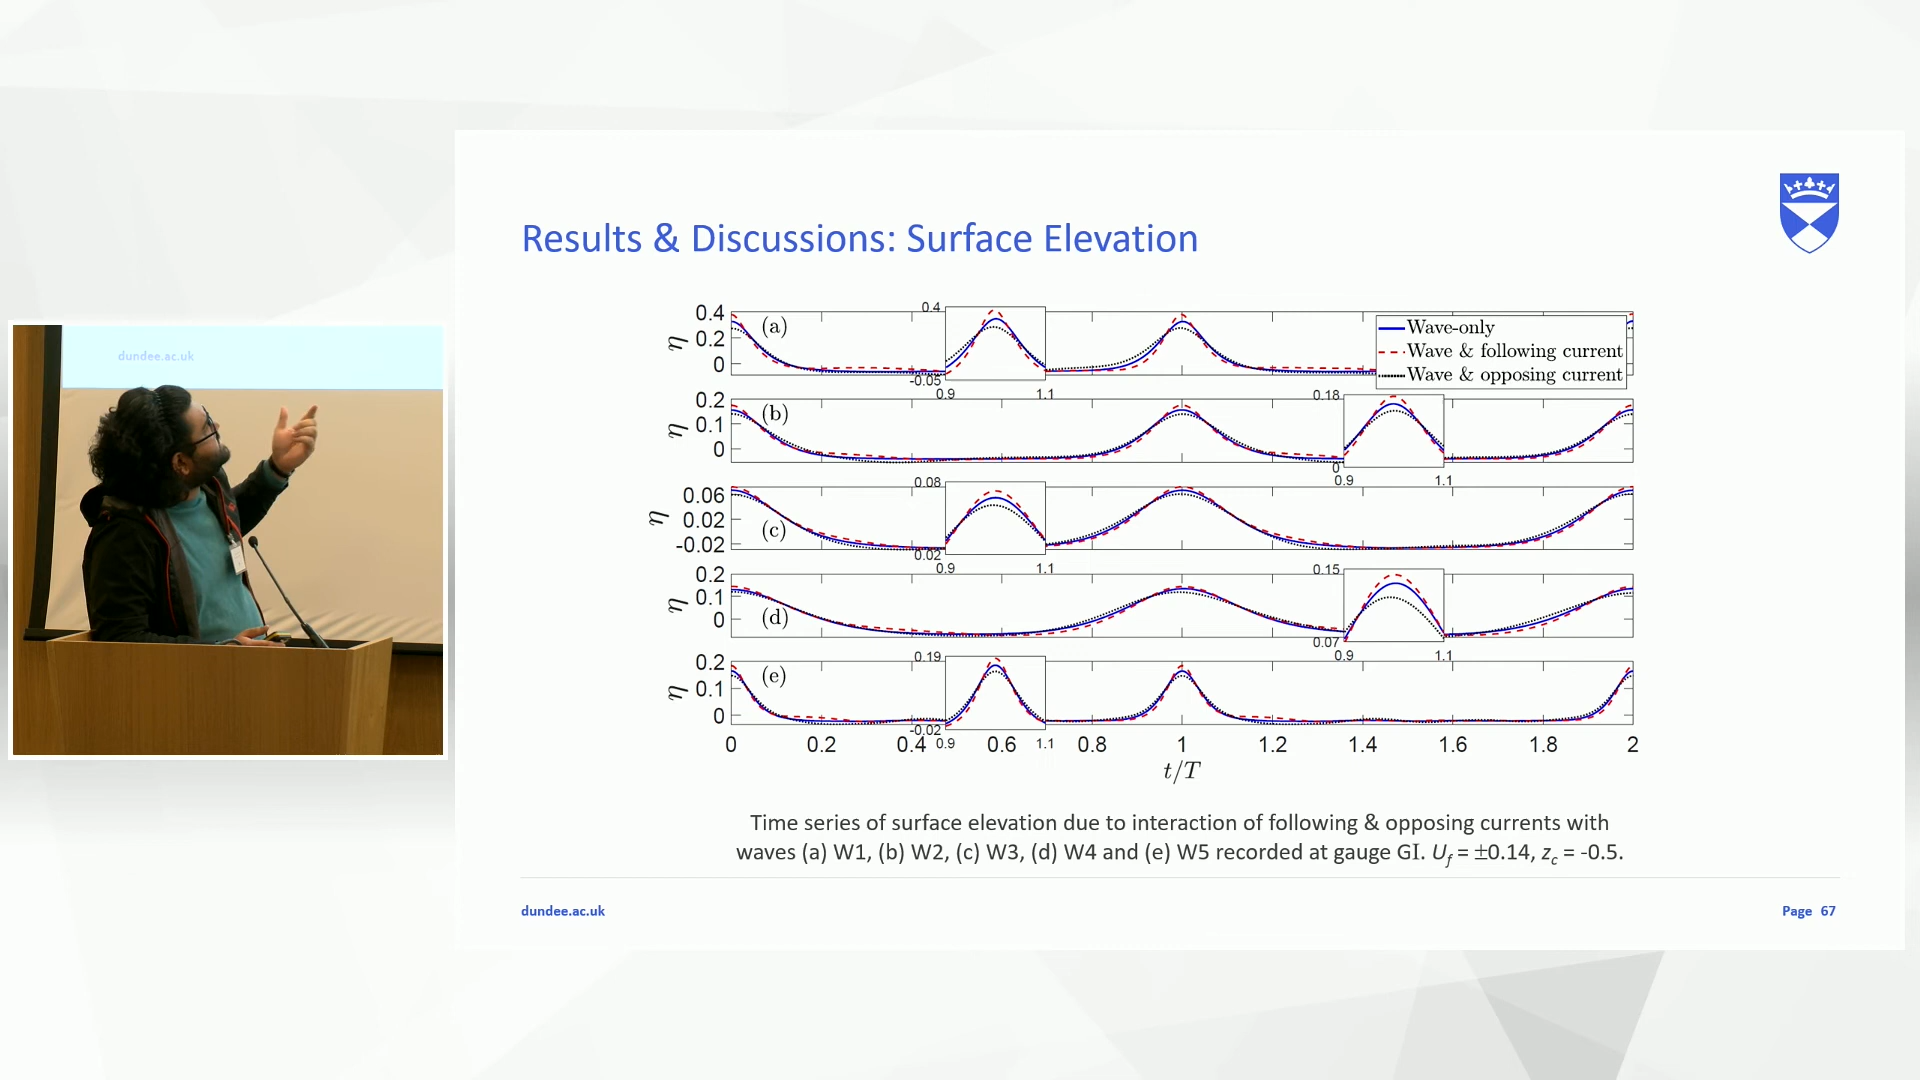 dundee.ac.uk
Results & Discussions: Surface Elevation
0.4
0.2
0
η
(a)
0.4
-0.05
0.9
1.1
Wave-only
Wave & following current
Wave & opposing current
0.2
0.1
0
η
(b)
0.18
0
0.9
1.1
0.06
0.02
-0.02
η
(c)
0.08
0.02
0.9
1.1
0.2
0.1
0
η
(d)
0.15
0.07
0.9
1.1
0.2
0.1
0
η
(e)
0.19
-0.02
0.9
1.1
0 0.2 0.4 0.6 0.8 1 1.2 1.4 1.6 1.8 2
t/T
Time series of surface elevation due to interaction of following & opposing currents with
waves (a) W1, (b) W2, (c) W3, (d) W4 and (e) W5 recorded at gauge GI. U_f = ±0.14, z_c = -0.5.
dundee.ac.uk
Page 67